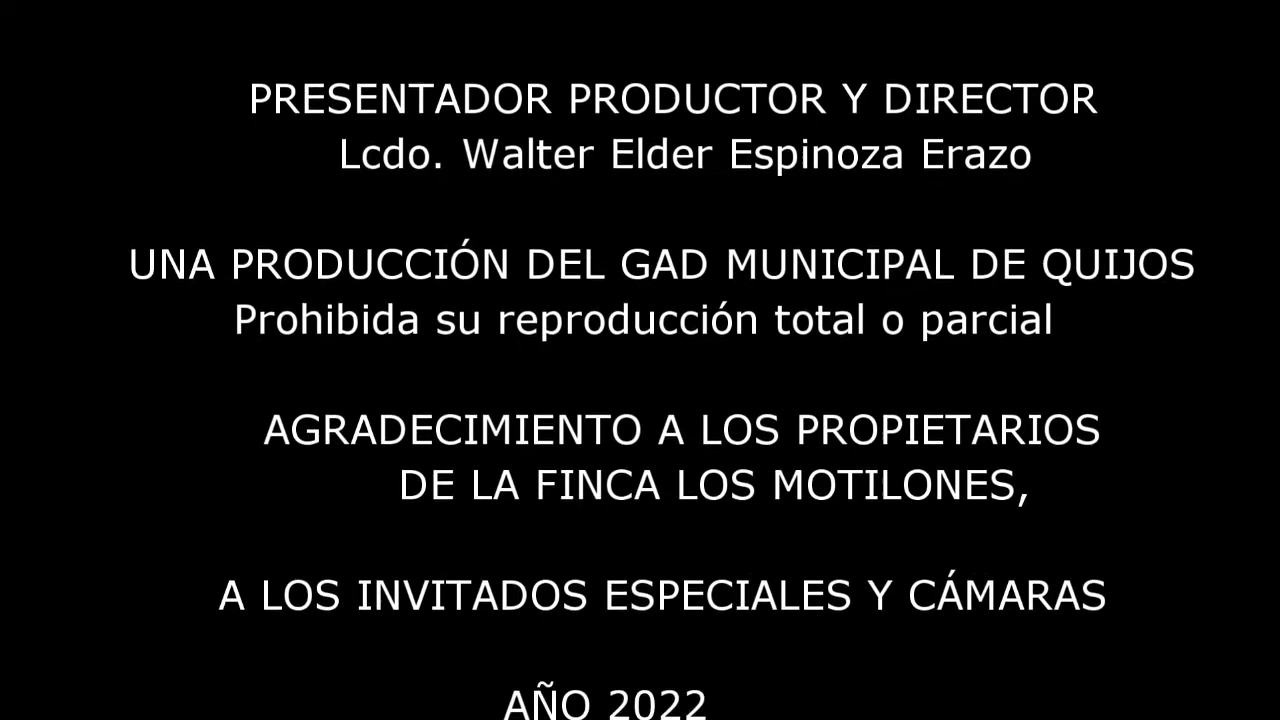 PRESENTADOR PRODUCTOR Y DIRECTOR
Lcdo. Walter Elder Espinoza Erazo
UNA PRODUCCIÓN DEL GAD MUNICIPAL DE QUIJOS
Prohibida su reproducción total o parcial
AGRADECIMIENTO A LOS PROPIETARIOS
DE LA FINCA LOS MOTILONES,
A LOS INVITADOS ESPECIALES Y CÁMARAS
AÑO 2022